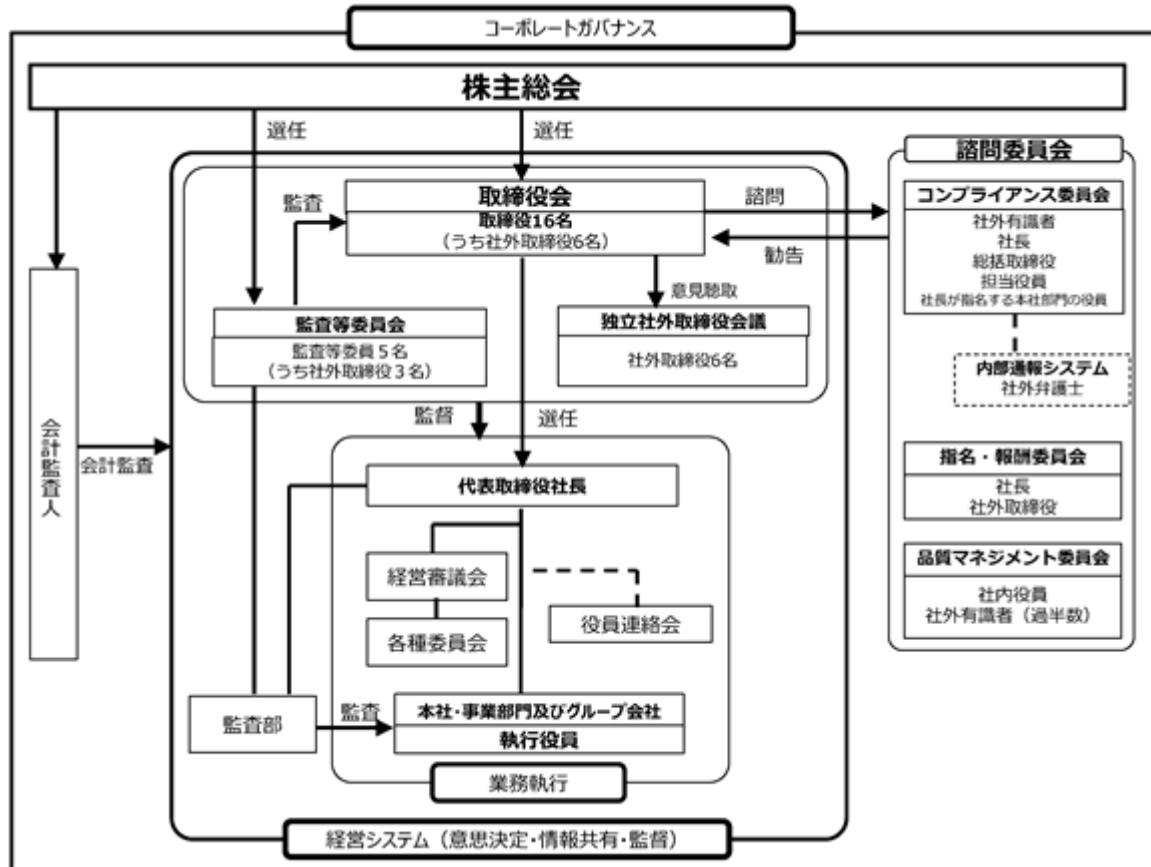 コーポレートガバナンス
株主総会
選任
選任
諮問委員会
取締役会
取締役16名
（うち社外取締役6名）
監査
諮問
勧告
コンプライアンス委員会
社外有識者
社長
総括取締役
担当役員
社長が指名する本社部門の役員
意見聴取
監査等委員会
監査等委員５名
（うち社外取締役３名）
独立社外取締役会議
社外取締役6名
内部通報システム
社外弁護士
会計監査人
会計監査
監督
選任
代表取締役社長
指名・報酬委員会
社長
社外取締役
経営審議会
各種委員会
役員連絡会
品質マネジメント委員会
社内役員
社外有識者（過半数）
監査部
監査
本社・事業部門及びグループ会社
執行役員
業務執行
経営システム（意思決定・情報共有・監督）